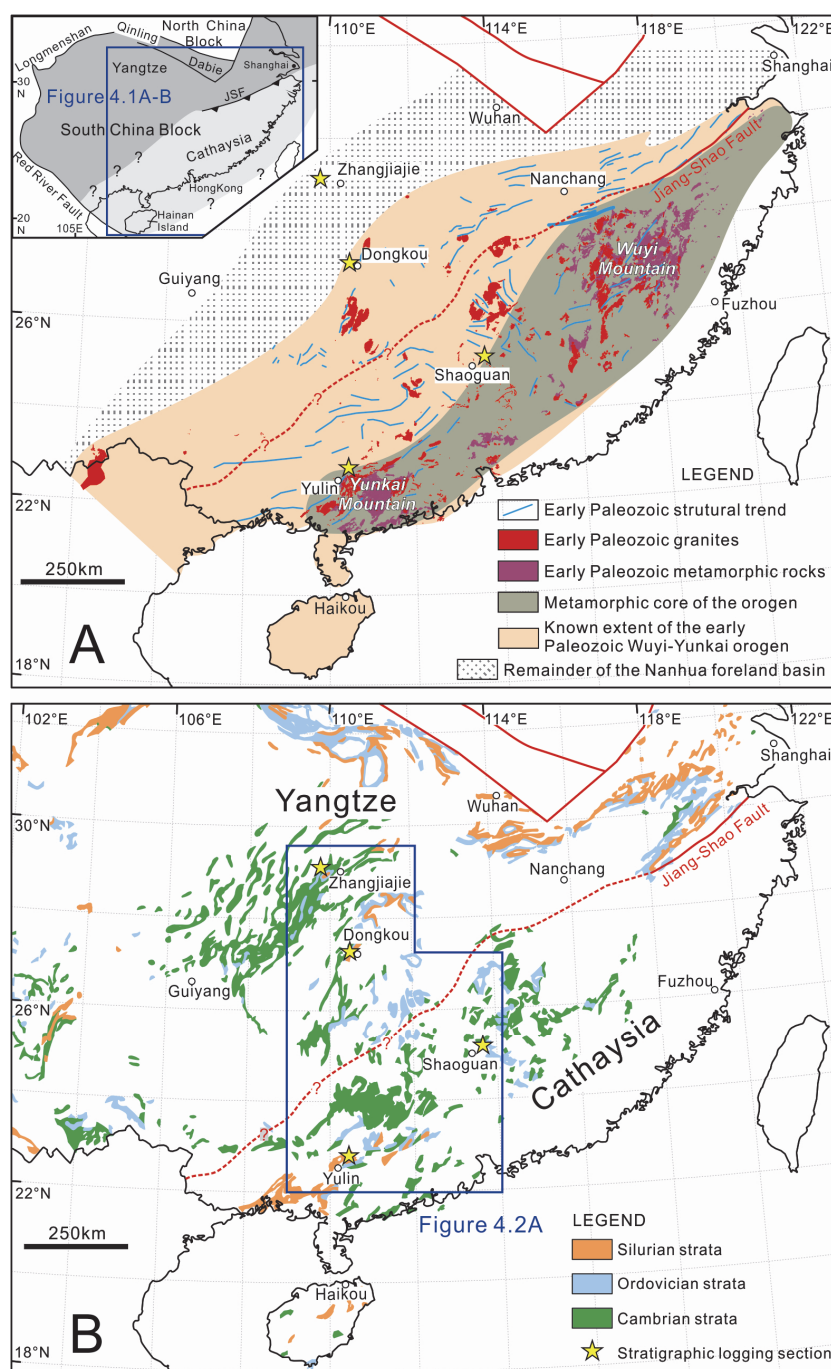 110°E
114°E
118°E
122°E
North China
Block
Longmenshan
Qinling
Dabie
Yangtze
Shanghai
30
N
Figure 4.1A-B
JSF
South China Block
Cathaysia
?
?
?
?
?
?
HongKong
Red River Fault
Hainan
Island
20
N
105E
Shanghai
Wuhan
Zhangjiajie
Nanchang
Jiang-Shao Fault
Wuyi
Mountain
Dongkou
Guiyang
Fuzhou
26°N
Shaoguan
?
?
Yulin
Yunkai
Mountain
22°N
250km
Haikou
18°N
A
LEGEND
Early Paleozoic strutural trend
Early Paleozoic granites
Early Paleozoic metamorphic rocks
Metamorphic core of the orogen
Known extent of the early
Paleozoic Wuyi-Yunkai orogen
Remainder of the Nanhua foreland basin
102°E
106°E
110°E
114°E
118°E
122°E
Shanghai
Yangtze
Wuhan
30°N
Jiang-Shao Fault
Zhangjiajie
Nanchang
Dongkou
Guiyang
Fuzhou
26°N
?
Shaoguan
Cathaysia
?
?
Yulin
22°N
Figure 4.2A
250km
Haikou
18°N
B
LEGEND
Silurian strata
Ordovician strata
Cambrian strata
Stratigraphic logging section